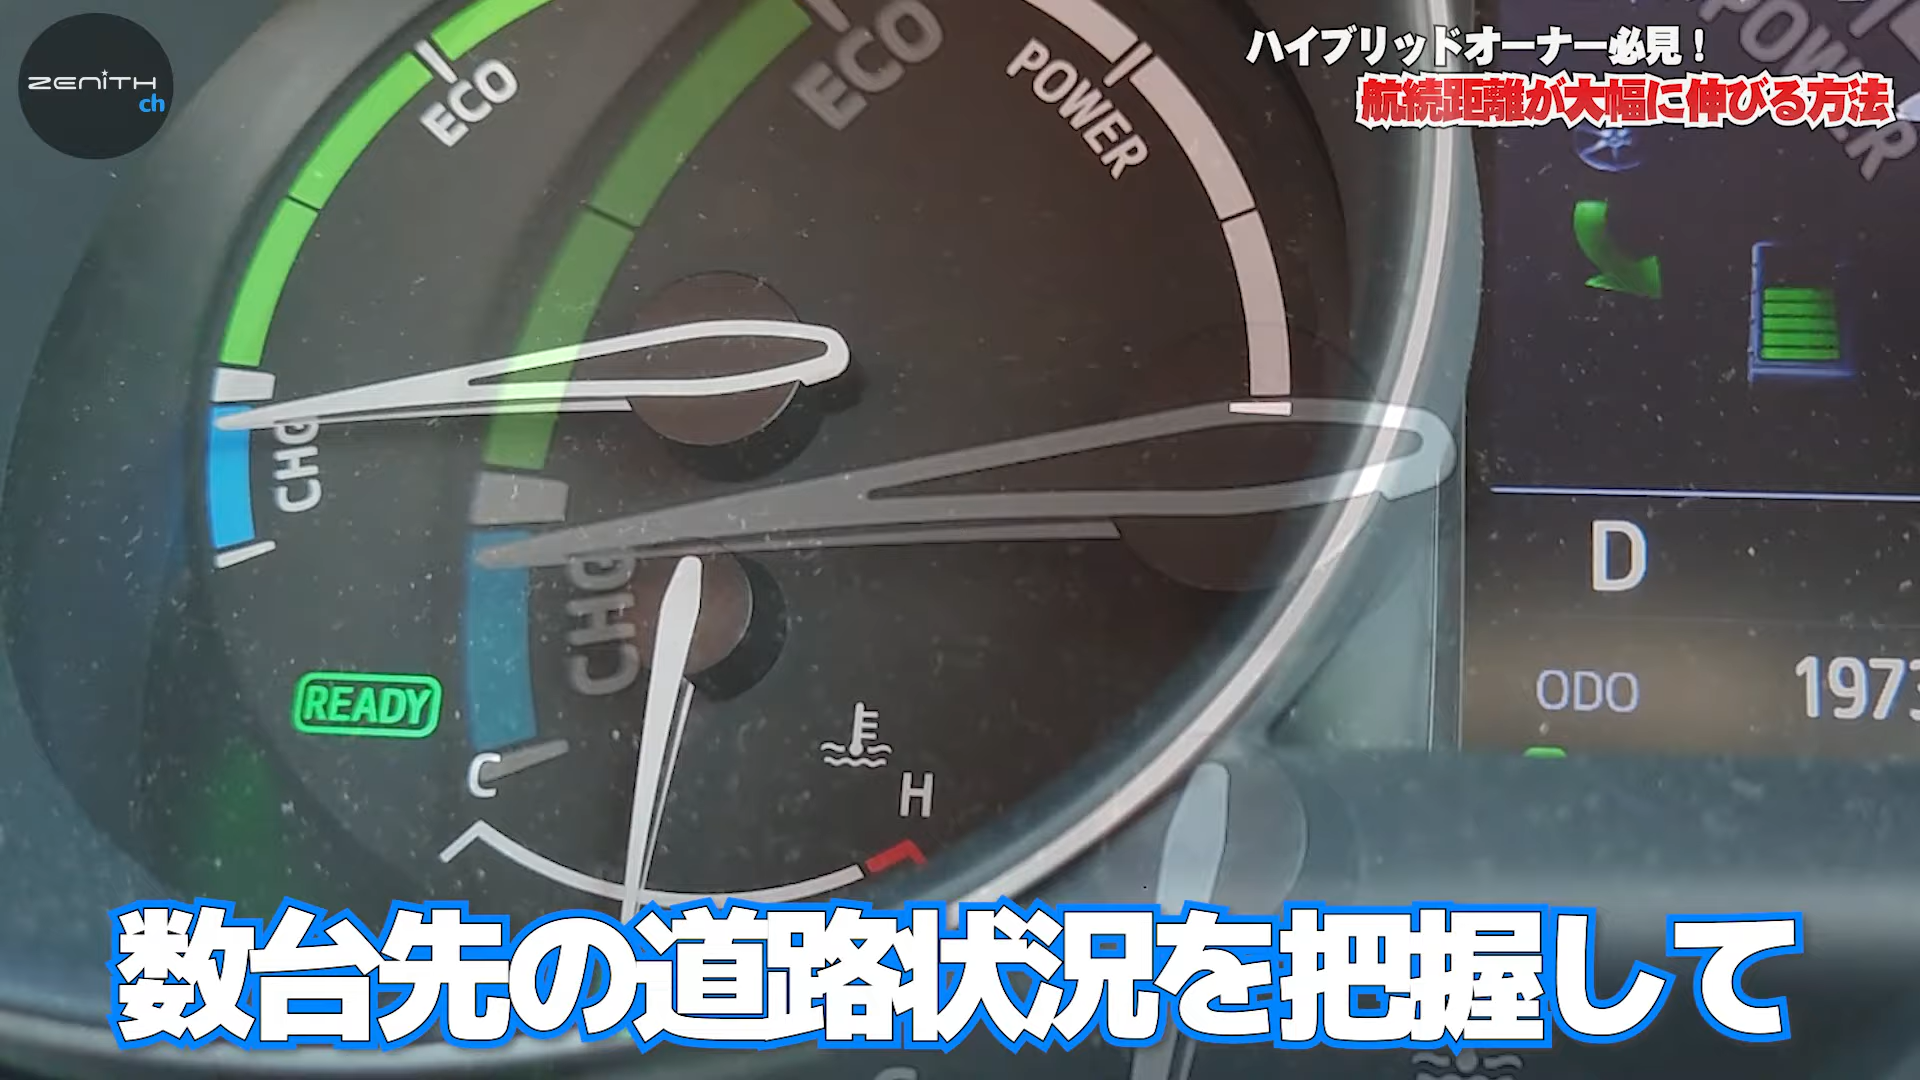 ZENITH
ch
ハイブリッドオーナー必見！
航続距離が大幅に伸びる方法
ECO
ECO
POWER
POWER
CHG
CHG
D
READY
ODO 1973
C
H
数台先の道路状況を把握して